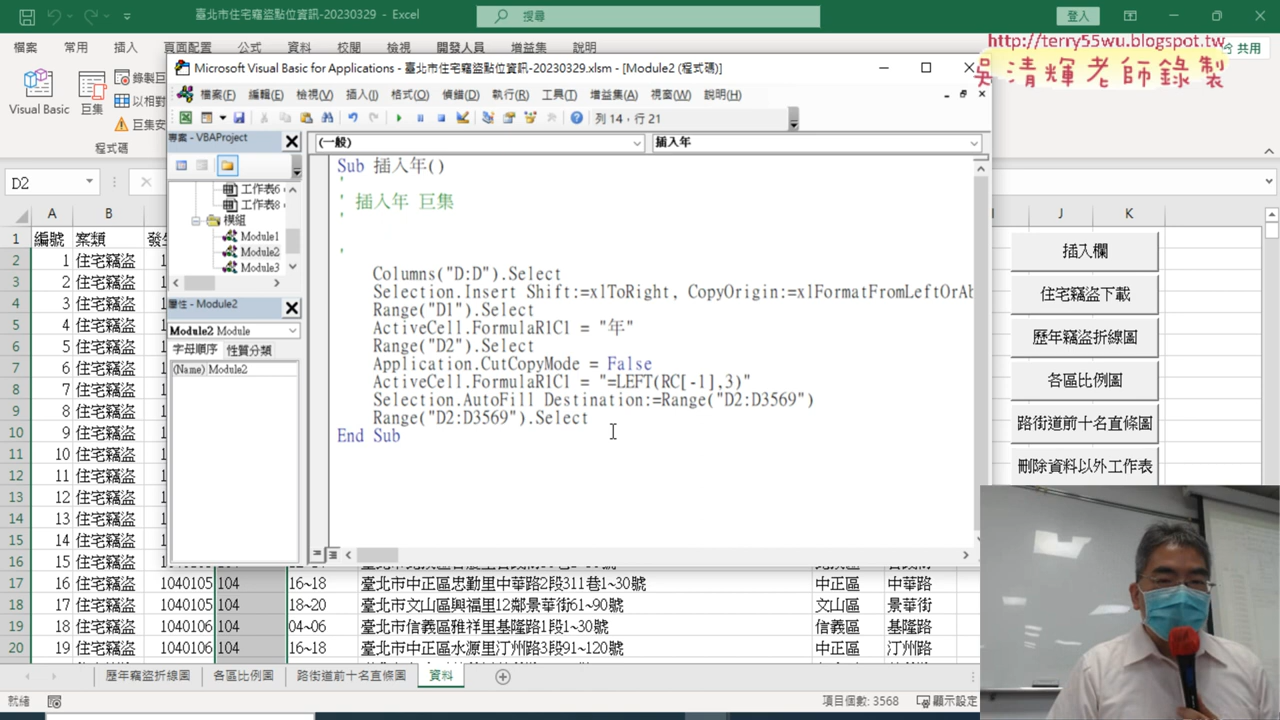 臺北市住宅竊盜點位資訊-20230329 - Excel
搜尋
登入
檔案 常用 插入 頁面配置 公式 資料 校閱 檢視 開發人員 增益集 說明
共用
http://terry55wu.blogspot.tw
吳清輝老師錄製
Visual Basic
巨集
錄製巨
以相對
巨集安
程式碼
Microsoft Visual Basic for Applications - 臺北市住宅竊盜點位資訊-20230329.xlsm - [Module2 (程式碼)]
檔案(F) 編輯(E) 檢視(V) 插入(I) 格式(O) 偵錯(D) 執行(R) 工具(T) 增益集(A) 視窗(W) 說明(H)
列 14，行 21
專案 - VBAProject
工作表6
工作表8
模組
Module1
Module2
Module3
屬性 - Module2
Module2 Module
字母順序 性質分類
(Name) Module2
(一般)
插入年
Sub 插入年()
'
' 插入年 巨集
'
'
Columns("D:D").Select
Selection.Insert Shift:=xlToRight, CopyOrigin:=xlFormatFromLeftOrAb
Range("D1").Select
ActiveCell.FormulaR1C1 = "年"
Range("D2").Select
Application.CutCopyMode = False
ActiveCell.FormulaR1C1 = "=LEFT(RC[-1],3)"
Selection.AutoFill Destination:=Range("D2:D3569")
Range("D2:D3569").Select
End Sub
D2
A B J K
1 編號 案類
2 1 住宅竊盜 1
3 2 住宅竊盜 1
4 3 住宅竊盜 1
5 4 住宅竊盜 1
6 5 住宅竊盜 1
7 6 住宅竊盜 1
8 7 住宅竊盜 1
9 8 住宅竊盜 1
10 9 住宅竊盜 1
11 10 住宅竊盜 1
12 11 住宅竊盜 1
13 12 住宅竊盜 1
14 13 住宅竊盜 1
15 14 住宅竊盜 1
16 15 住宅竊盜
17 16 住宅竊盜 1040105 104 16~18 臺北市中正區忠勤里中華路2段311巷1~30號 中正區 中華路
18 17 住宅竊盜 1040105 104 18~20 臺北市文山區興福里12鄰景華街61~90號 文山區 景華街
19 18 住宅竊盜 1040106 104 04~06 臺北市信義區雅祥里基隆路1段1~30號 信義區 基隆路
20 19 住宅竊盜 1040106 104 16~18 臺北市中正區水源里汀州路3段91~120號 中正區 汀州路
插入欄
住宅竊盜下載
歷年竊盜折線圖
各區比例圖
路街道前十名直條圖
刪除資料以外工作表
歷年竊盜折線圖 各區比例圖 路街道前十名直條圖 資料
就緒
項目個數: 3568
顯示設定